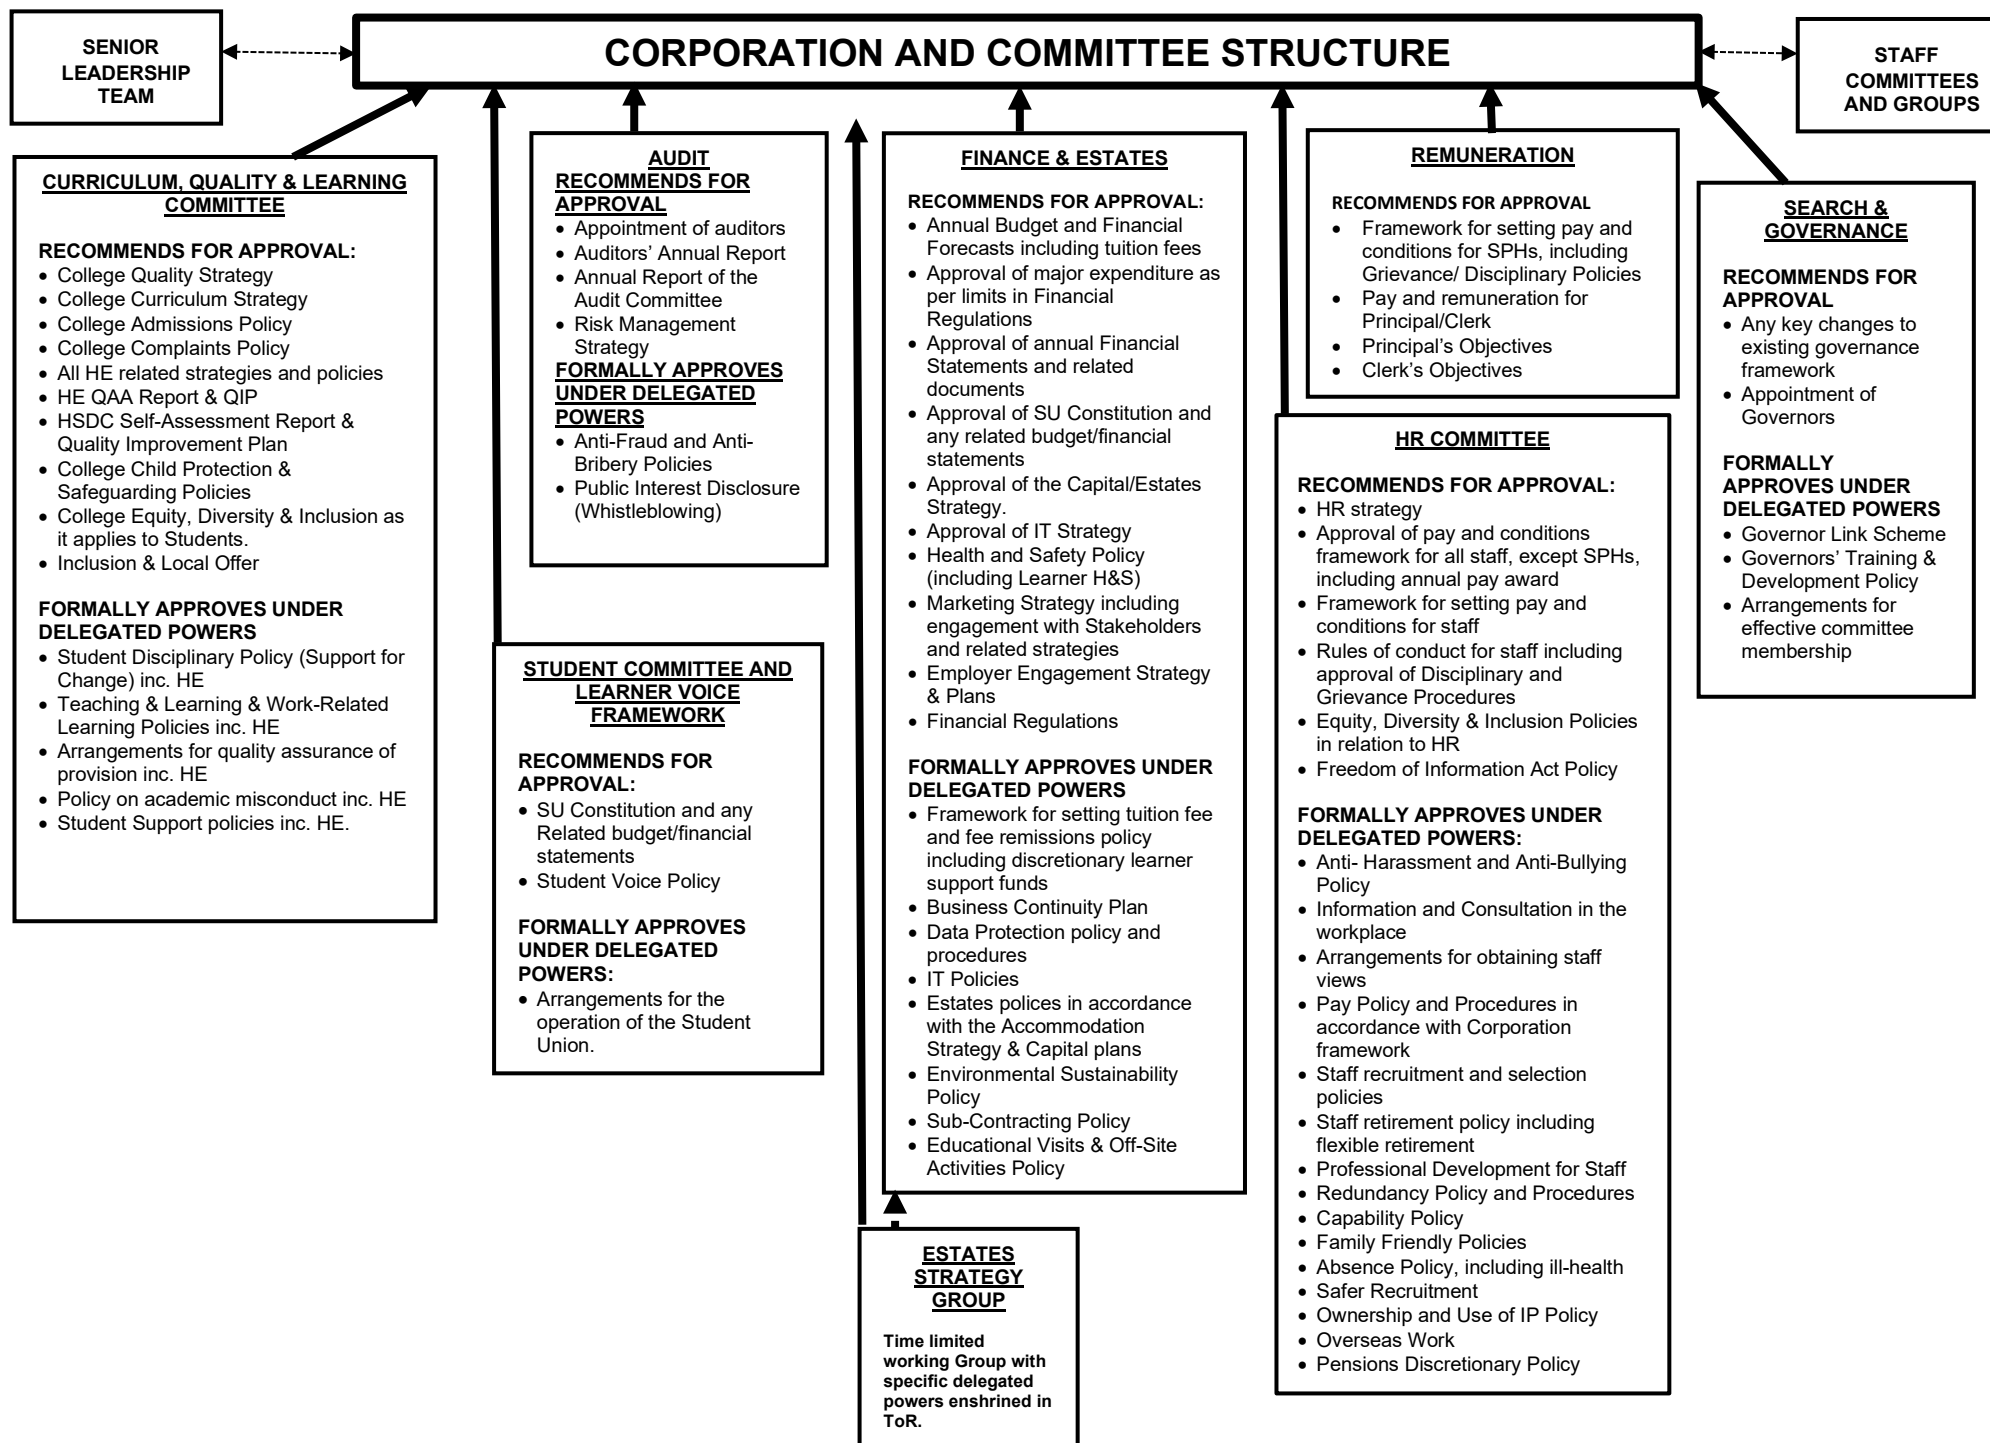 SENIOR
LEADERSHIP
TEAM
CORPORATION AND COMMITTEE STRUCTURE
STAFF
COMMITTEES
AND GROUPS
CURRICULUM, QUALITY & LEARNING
COMMITTEE
RECOMMENDS FOR APPROVAL:
• College Quality Strategy
• College Curriculum Strategy
• College Admissions Policy
• College Complaints Policy
• All HE related strategies and policies
• HE QAA Report & QIP
• HSDC Self-Assessment Report &
Quality Improvement Plan
• College Child Protection &
Safeguarding Policies
• College Equity, Diversity & Inclusion as
it applies to Students.
• Inclusion & Local Offer
FORMALLY APPROVES UNDER
DELEGATED POWERS
• Student Disciplinary Policy (Support for
Change) inc. HE
• Teaching & Learning & Work-Related
Learning Policies inc. HE
• Arrangements for quality assurance of
provision inc. HE
• Policy on academic misconduct inc. HE
• Student Support policies inc. HE.
AUDIT
RECOMMENDS FOR
APPROVAL
• Appointment of auditors
• Auditors’ Annual Report
• Annual Report of the
Audit Committee
• Risk Management
Strategy
FORMALLY APPROVES
UNDER DELEGATED
POWERS
• Anti-Fraud and Anti-
Bribery Policies
• Public Interest Disclosure
(Whistleblowing)
STUDENT COMMITTEE AND
LEARNER VOICE
FRAMEWORK
RECOMMENDS FOR
APPROVAL:
• SU Constitution and any
Related budget/financial
statements
• Student Voice Policy
FORMALLY APPROVES
UNDER DELEGATED
POWERS:
• Arrangements for the
operation of the Student
Union.
FINANCE & ESTATES
RECOMMENDS FOR APPROVAL:
• Annual Budget and Financial
Forecasts including tuition fees
• Approval of major expenditure as
per limits in Financial
Regulations
• Approval of annual Financial
Statements and related
documents
• Approval of SU Constitution and
any related budget/financial
statements
• Approval of the Capital/Estates
Strategy.
• Approval of IT Strategy
• Health and Safety Policy
(including Learner H&S)
• Marketing Strategy including
engagement with Stakeholders
and related strategies
• Employer Engagement Strategy
& Plans
• Financial Regulations
FORMALLY APPROVES UNDER
DELEGATED POWERS
• Framework for setting tuition fee
and fee remissions policy
including discretionary learner
support funds
• Business Continuity Plan
• Data Protection policy and
procedures
• IT Policies
• Estates polices in accordance
with the Accommodation
Strategy & Capital plans
• Environmental Sustainability
Policy
• Sub-Contracting Policy
• Educational Visits & Off-Site
Activities Policy
ESTATES
STRATEGY
GROUP
Time limited
working Group with
specific delegated
powers enshrined in
ToR.
REMUNERATION
RECOMMENDS FOR APPROVAL
• Framework for setting pay and
conditions for SPHs, including
Grievance/ Disciplinary Policies
• Pay and remuneration for
Principal/Clerk
• Principal’s Objectives
• Clerk’s Objectives
HR COMMITTEE
RECOMMENDS FOR APPROVAL:
• HR strategy
• Approval of pay and conditions
framework for all staff, except SPHs,
including annual pay award
• Framework for setting pay and
conditions for staff
• Rules of conduct for staff including
approval of Disciplinary and
Grievance Procedures
• Equity, Diversity & Inclusion Policies
in relation to HR
• Freedom of Information Act Policy
FORMALLY APPROVES UNDER
DELEGATED POWERS:
• Anti- Harassment and Anti-Bullying
Policy
• Information and Consultation in the
workplace
• Arrangements for obtaining staff
views
• Pay Policy and Procedures in
accordance with Corporation
framework
• Staff recruitment and selection
policies
• Staff retirement policy including
flexible retirement
• Professional Development for Staff
• Redundancy Policy and Procedures
• Capability Policy
• Family Friendly Policies
• Absence Policy, including ill-health
• Safer Recruitment
• Ownership and Use of IP Policy
• Overseas Work
• Pensions Discretionary Policy
SEARCH &
GOVERNANCE
RECOMMENDS FOR
APPROVAL
• Any key changes to
existing governance
framework
• Appointment of
Governors
FORMALLY
APPROVES UNDER
DELEGATED POWERS
• Governor Link Scheme
• Governors’ Training &
Development Policy
• Arrangements for
effective committee
membership